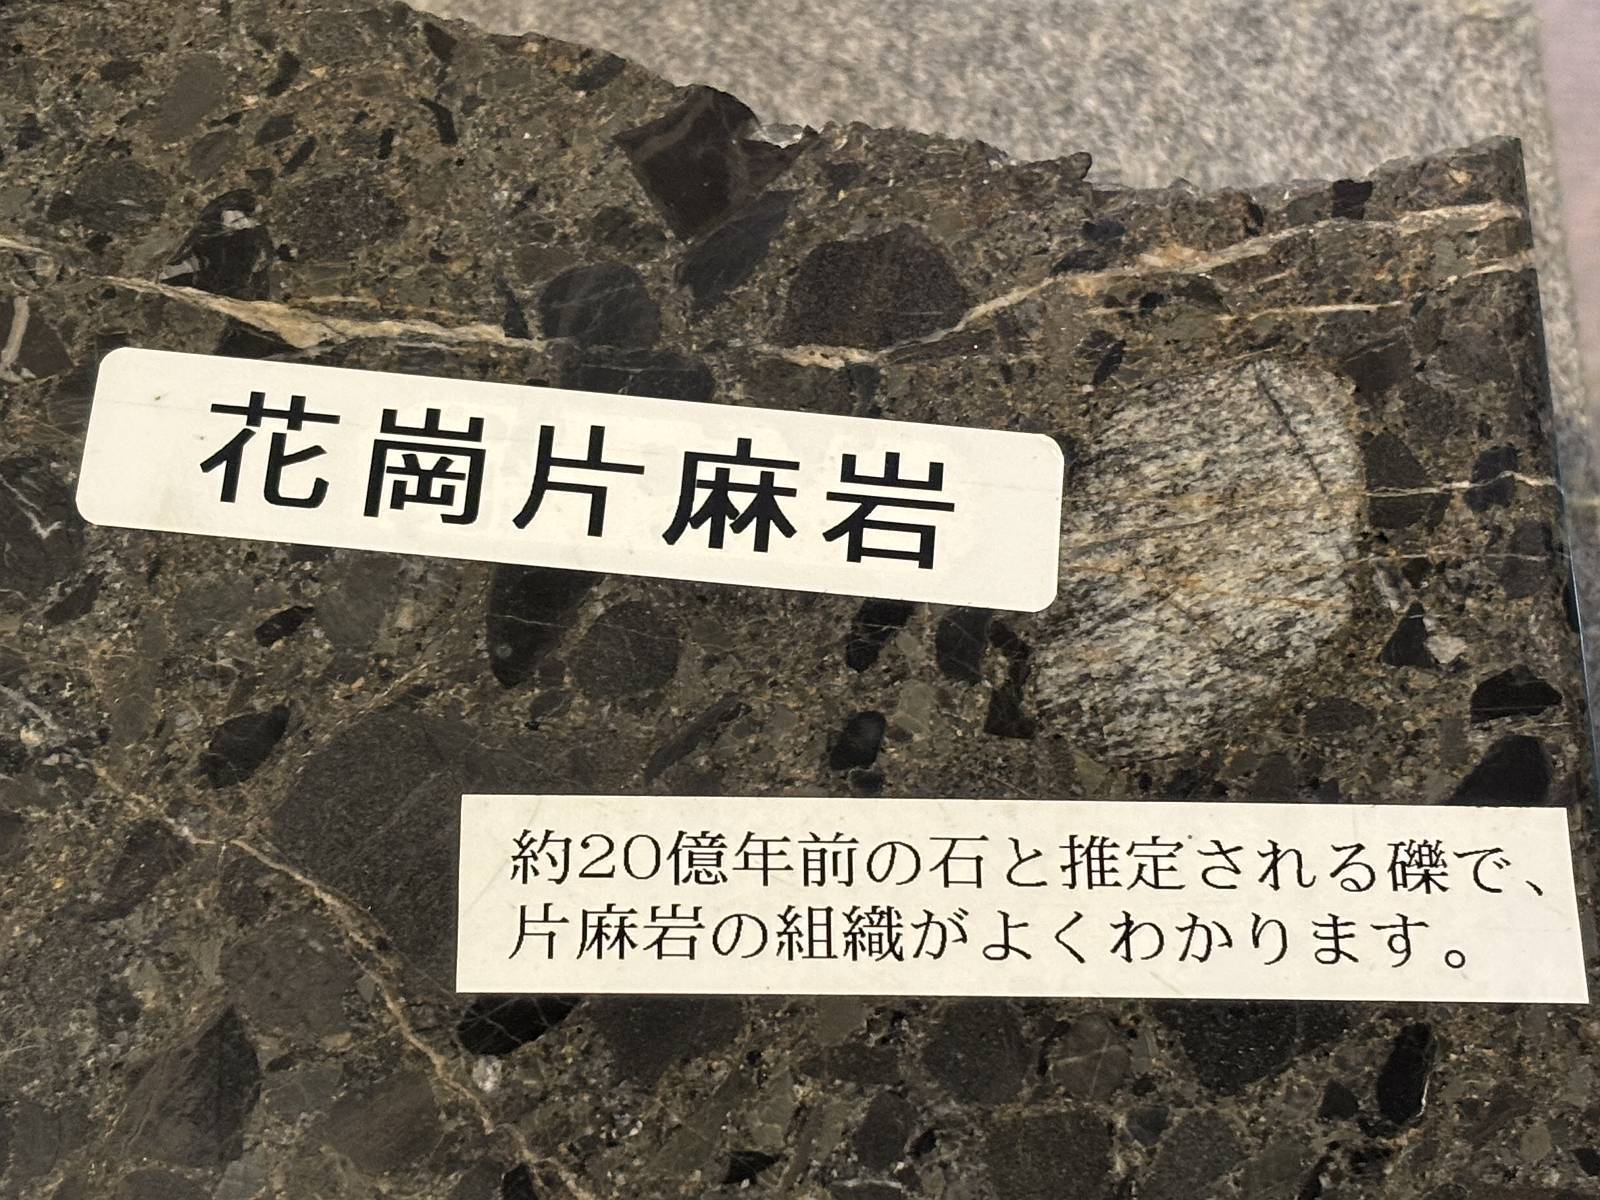 花崗片麻岩
約20億年前の石と推定される礫で、
片麻岩の組織がよくわかります。